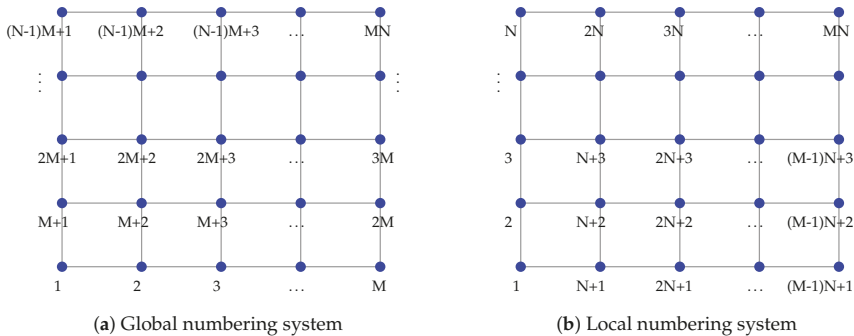 (N-1)M+1 (N-1)M+2 (N-1)M+3 ... MN
⋮ ⋮
2M+1 2M+2 2M+3 ... 3M
M+1 M+2 M+3 ... 2M
1 2 3 ... M
(a) Global numbering system
N 2N 3N ... MN
⋮ ⋮
3 N+3 2N+3 ... (M-1)N+3
2 N+2 2N+2 ... (M-1)N+2
1 N+1 2N+1 ... (M-1)N+1
(b) Local numbering system